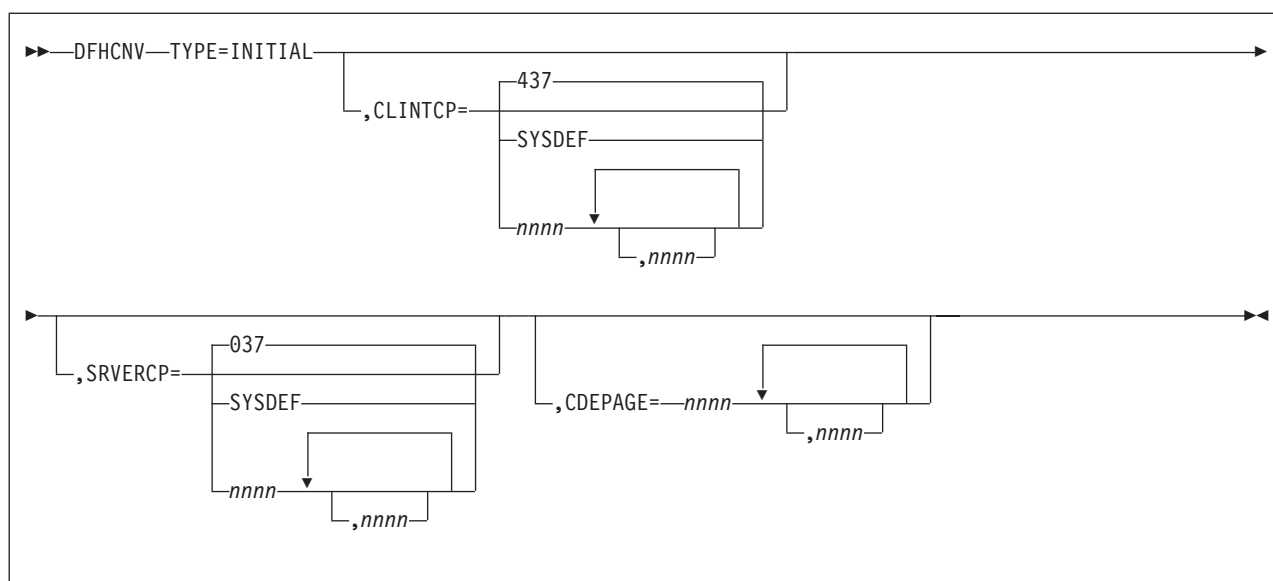 DFHCNV TYPE=INITIAL
,CLINTCP=
437
SYSDEF
nnnn
,nnnn
,SRVERCP=
037
SYSDEF
nnnn
,nnnn
,CDEPAGE= nnnn
,nnnn